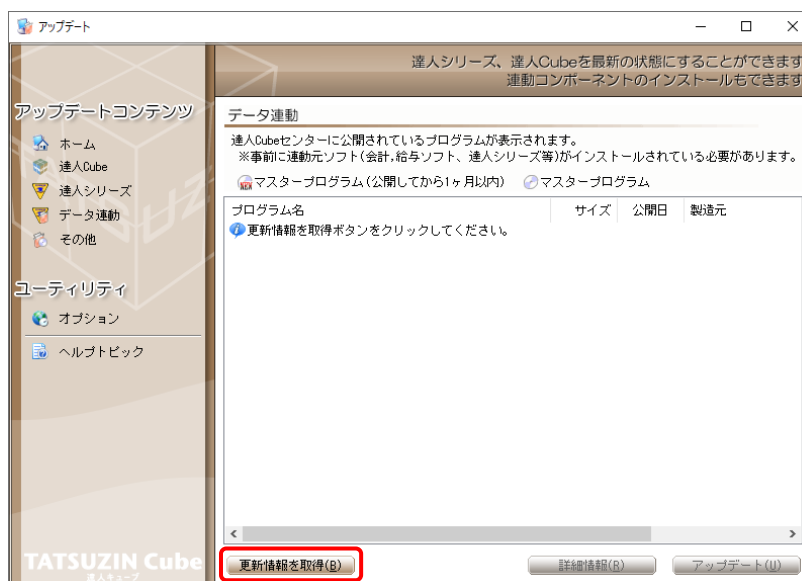 アップデート
達人シリーズ、達人Cubeを最新の状態にすることができます
連動コンポーネントのインストールもできます
アップデートコンテンツ
ホーム
達人Cube
達人シリーズ
データ連動
その他
ユーティリティ
オプション
ヘルプトピック
TATSUZIN Cube
達人キューブ
データ連動
達人Cubeセンターに公開されているプログラムが表示されます。
※事前に連動元ソフト(会計,給与ソフト、達人シリーズ等)がインストールされている必要があります。
マスタープログラム(公開してから1ヶ月以内) マスタープログラム
プログラム名 サイズ 公開日 製造元
更新情報を取得ボタンをクリックしてください。
更新情報を取得(B) 詳細情報(R) アップデート(U)